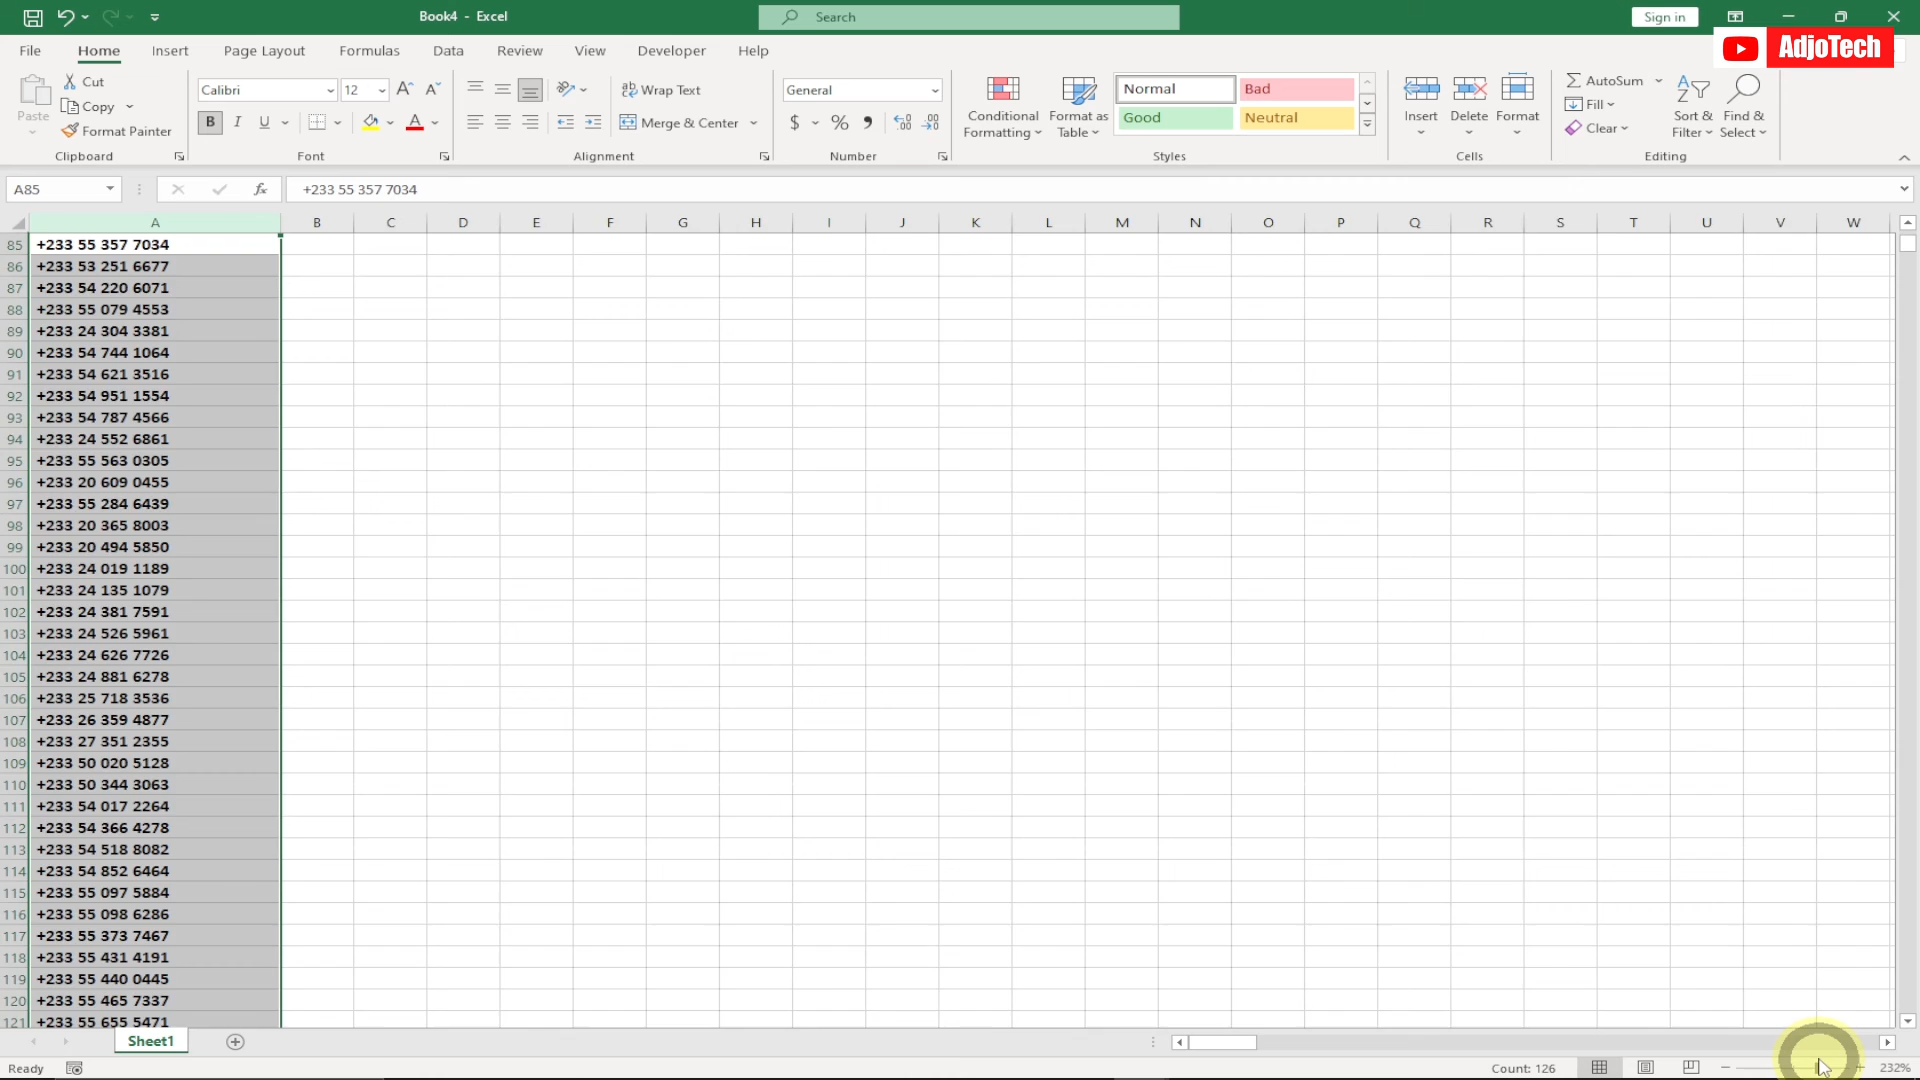 Book4 - Excel
Search
Sign in
File Home Insert Page Layout Formulas Data Review View Developer Help
AdjoTech
Paste
Cut
Copy
Format Painter
Clipboard
Calibri 12
B I U
Font
Wrap Text
Merge & Center
Alignment
General
$ % 9
Number
Conditional Formatting
Format as Table
Normal Bad
Good Neutral
Styles
Insert Delete Format
Cells
AutoSum
Fill
Clear
Sort & Filter
Find & Select
Editing
A85 fx +233 55 357 7034
A B C D E F G H I J K L M N O P Q R S T U V W
85 +233 55 357 7034
86 +233 53 251 6677
87 +233 54 220 6071
88 +233 55 079 4553
89 +233 24 304 3381
90 +233 54 744 1064
91 +233 54 621 3516
92 +233 54 951 1554
93 +233 54 787 4566
94 +233 24 552 6861
95 +233 55 563 0305
96 +233 20 609 0455
97 +233 55 284 6439
98 +233 20 365 8003
99 +233 20 494 5850
100 +233 24 019 1189
101 +233 24 135 1079
102 +233 24 381 7591
103 +233 24 526 5961
104 +233 24 626 7726
105 +233 24 881 6278
106 +233 25 718 3536
107 +233 26 359 4877
108 +233 27 351 2355
109 +233 50 020 5128
110 +233 50 344 3063
111 +233 54 017 2264
112 +233 54 366 4278
113 +233 54 518 8082
114 +233 54 852 6464
115 +233 55 097 5884
116 +233 55 098 6286
117 +233 55 373 7467
118 +233 55 431 4191
119 +233 55 440 0445
120 +233 55 465 7337
121 +233 55 655 5471
Sheet1
Ready
Count: 126
232%